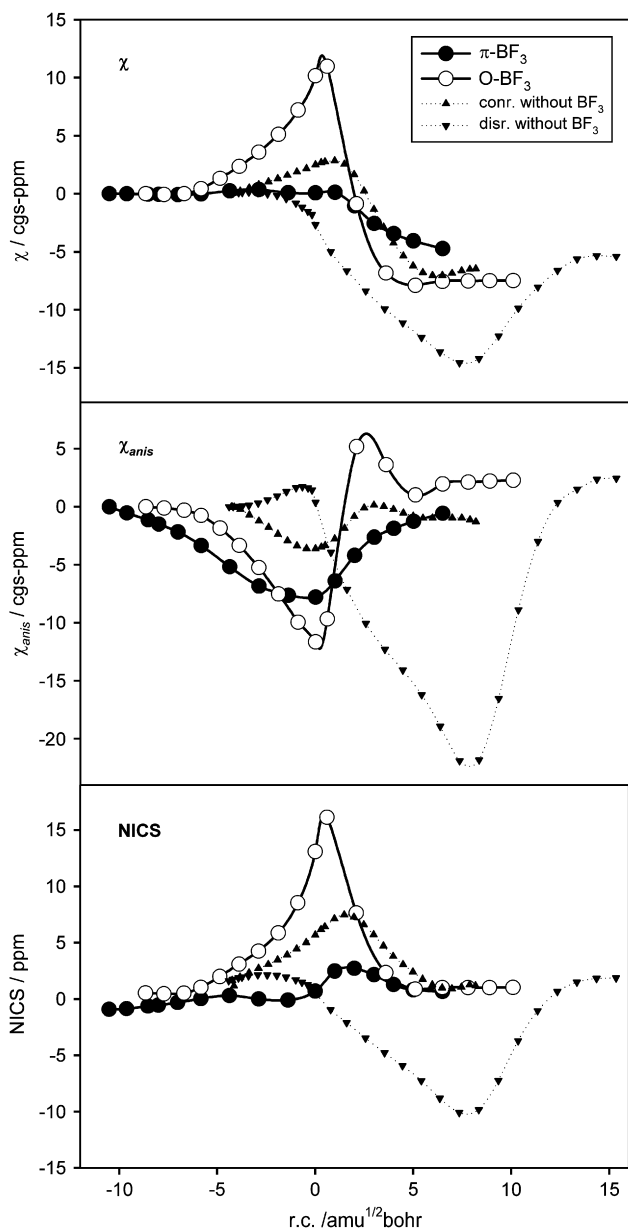 15
10
5
0
-5
-10
-15
χ
χ / cgs-ppm
π-BF₃
O-BF₃
conr. without BF₃
disr. without BF₃
5
0
-5
-10
-15
-20
χanis
χanis / cgs-ppm
15
10
5
0
-5
-10
-15
NICS
NICS / ppm
-10 -5 0 5 10 15
r.c. /amu¹/²bohr